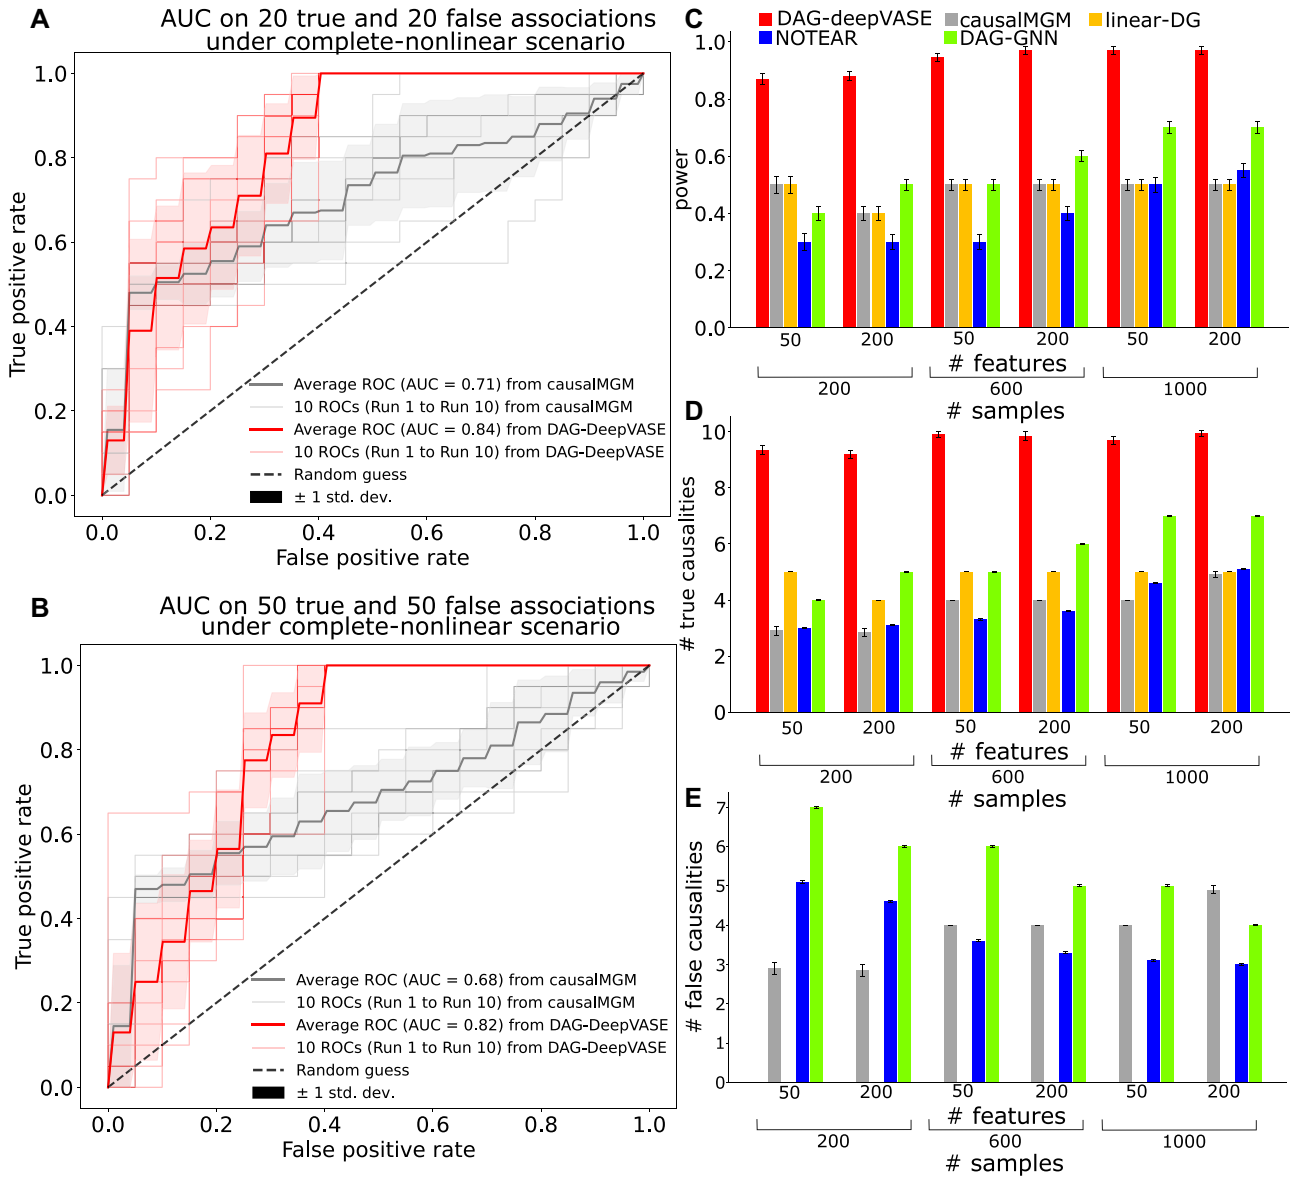 A
AUC on 20 true and 20 false associations
under complete-nonlinear scenario
True positive rate
1.0
0.8
0.6
0.4
0.2
0.0
Average ROC (AUC = 0.71) from causalMGM
10 ROCs (Run 1 to Run 10) from causalMGM
Average ROC (AUC = 0.84) from DAG-DeepVASE
10 ROCs (Run 1 to Run 10) from DAG-DeepVASE
Random guess
± 1 std. dev.
0.0 0.2 0.4 0.6 0.8 1.0
False positive rate
B
AUC on 50 true and 50 false associations
under complete-nonlinear scenario
True positive rate
1.0
0.8
0.6
0.4
0.2
0.0
Average ROC (AUC = 0.68) from causalMGM
10 ROCs (Run 1 to Run 10) from causalMGM
Average ROC (AUC = 0.82) from DAG-DeepVASE
10 ROCs (Run 1 to Run 10) from DAG-DeepVASE
Random guess
± 1 std. dev.
0.0 0.2 0.4 0.6 0.8 1.0
False positive rate
C
DAG-deepVASE causalMGM linear-DG
NOTEAR DAG-GNN
power
1.0
0.8
0.6
0.4
0.2
0.0
50 200 50 200 50 200
# features
200 600 1000
# samples
D
# true causalities
10
8
6
4
2
0
50 200 50 200 50 200
# features
200 600 1000
# samples
E
# false causalities
7
6
5
4
3
2
1
0
50 200 50 200 50 200
# features
200 600 1000
# samples